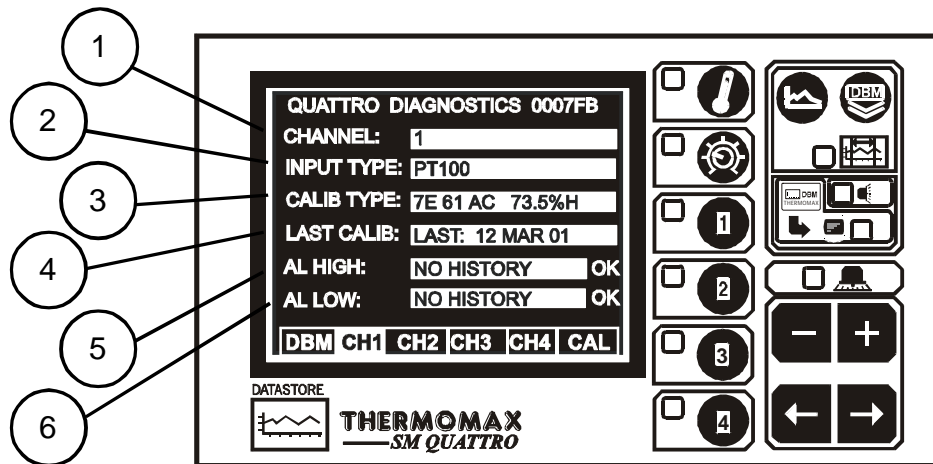 1
2
3
4
5
6
QUATTRO DIAGNOSTICS 0007FB
CHANNEL: 1
INPUT TYPE: PT100
CALIB TYPE: 7E 61 AC 73.5%H
LAST CALIB: LAST: 12 MAR 01
AL HIGH: NO HISTORY OK
AL LOW: NO HISTORY OK
DBM CH1 CH2 CH3 CH4 CAL
DATASTORE
THERMOMAX
SM QUATTRO
1
2
3
4
DBM
DBM
THERMOMAX
- +
← →